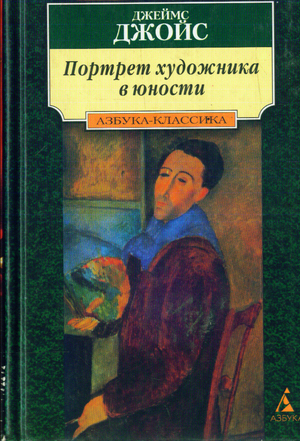 ДЖЕЙМС
ДЖОЙС
Портрет художника
в юности
АЗБУКА-КЛАССИКА
АЗБУКА